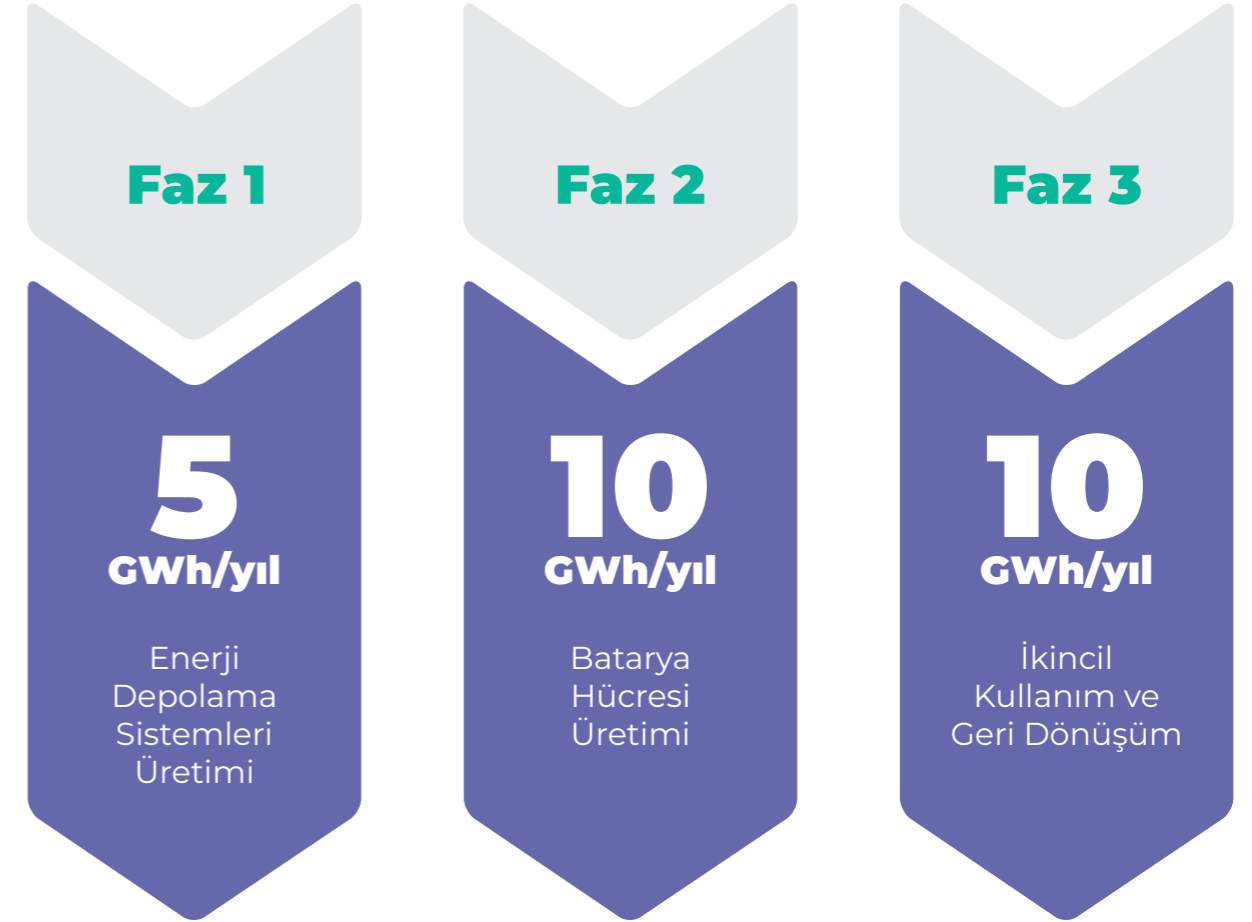 Faz 1
5
GWh/yıl
Enerji
Depolama
Sistemleri
Üretimi
Faz 2
10
GWh/yıl
Batarya
Hücresi
Üretimi
Faz 3
10
GWh/yıl
İkincil
Kullanım ve
Geri Dönüşüm